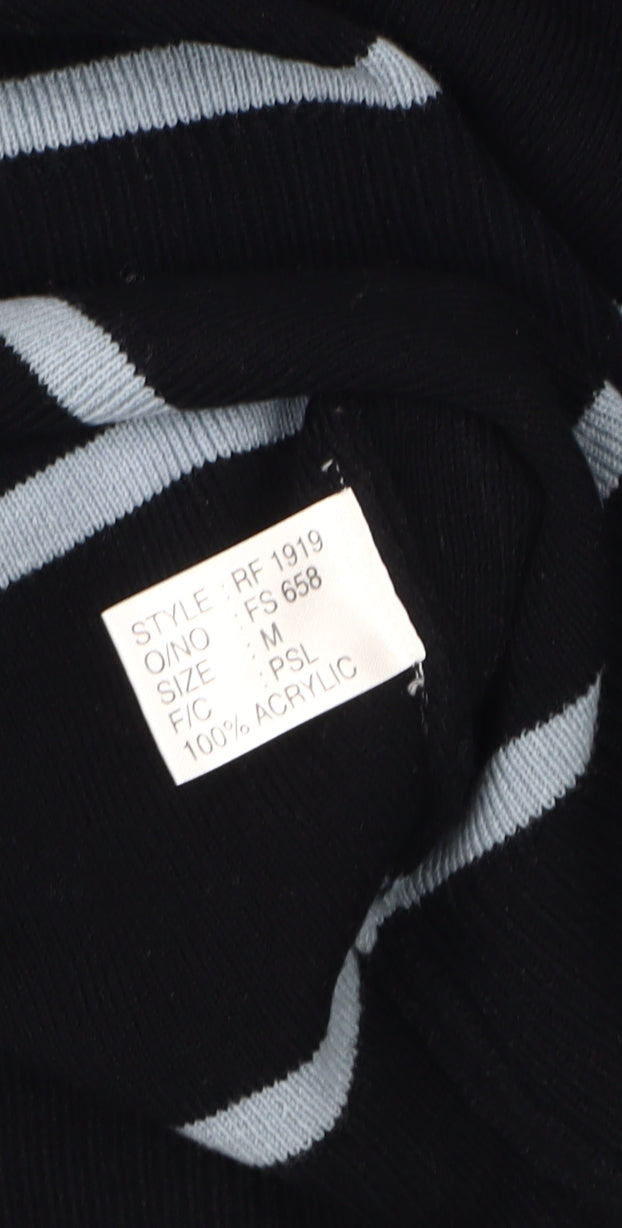 STYLE : RF 1919
O/NO : FS 658
SIZE : M
F/C : PSL
100% ACRYLIC